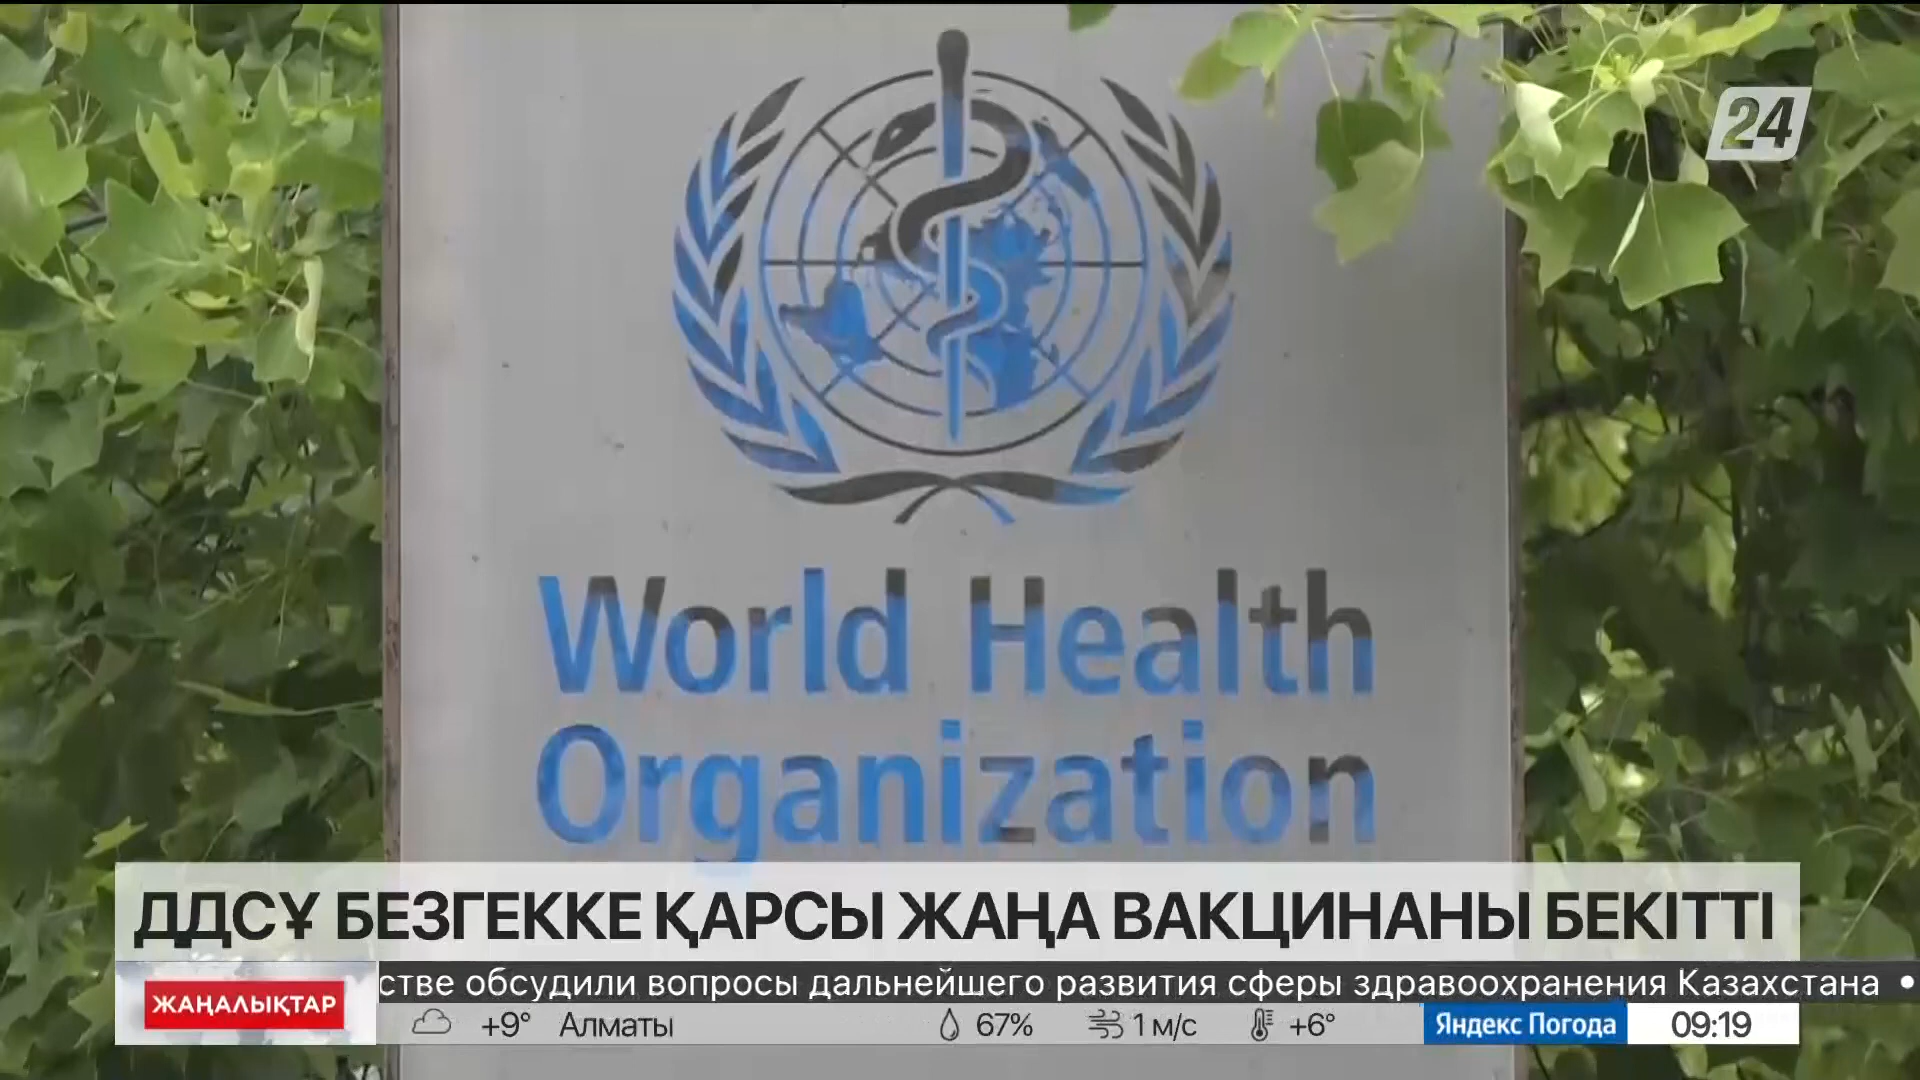 24
World Health
Organization
ДДСҰ БЕЗГЕККЕ ҚАРСЫ ЖАҢА ВАКЦИНАНЫ БЕКІТТІ
ЖАҢАЛЫҚТАР
стве обсудили вопросы дальнейшего развития сферы здравоохранения Казахстана •
+9° Алматы 67% 1 м/с +6° Яндекс Погода 09:19